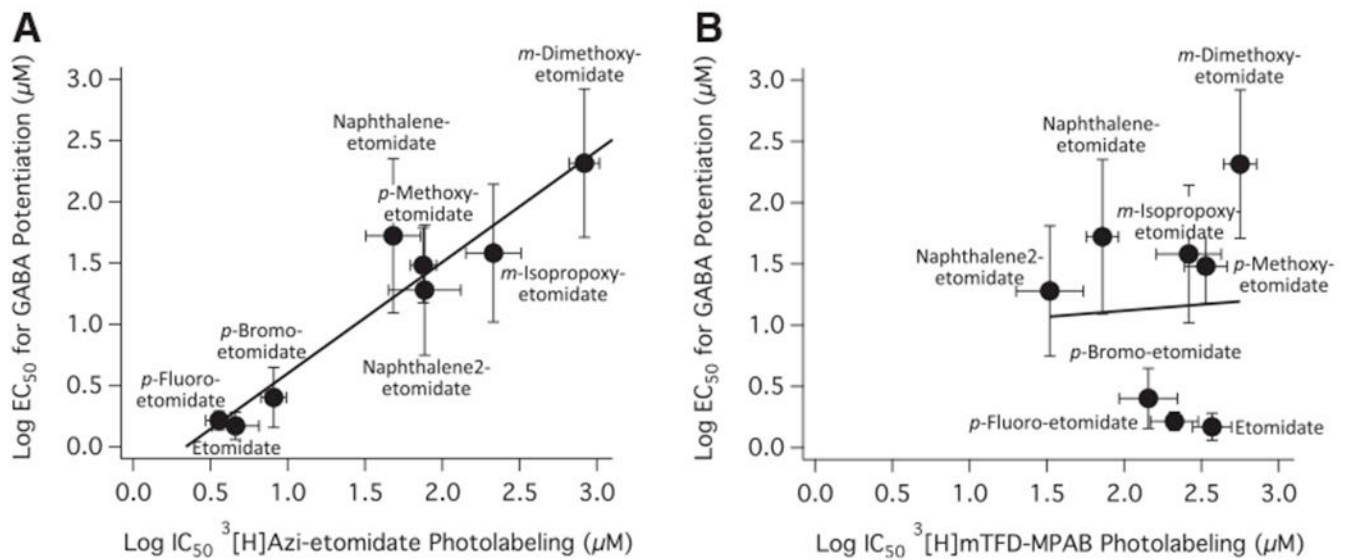 A
Log EC50 for GABA Potentiation (µM)
3.0
2.5
2.0
1.5
1.0
0.5
0.0
m-Dimethoxy-
etomidate
Naphthalene-
etomidate
p-Methoxy-
etomidate
m-Isopropoxy-
etomidate
p-Bromo-
etomidate
Naphthalene2-
etomidate
p-Fluoro-
etomidate
Etomidate
0.0 0.5 1.0 1.5 2.0 2.5 3.0
Log IC50 3[H]Azi-etomidate Photolabeling (µM)
B
Log EC50 for GABA Potentiation (µM)
3.0
2.5
2.0
1.5
1.0
0.5
0.0
m-Dimethoxy-
etomidate
Naphthalene-
etomidate
m-Isopropoxy-
etomidate
Naphthalene2-
etomidate
p-Methoxy-
etomidate
p-Bromo-etomidate
p-Fluoro-etomidate
Etomidate
0.0 0.5 1.0 1.5 2.0 2.5 3.0
Log IC50 3[H]mTFD-MPAB Photolabeling (µM)